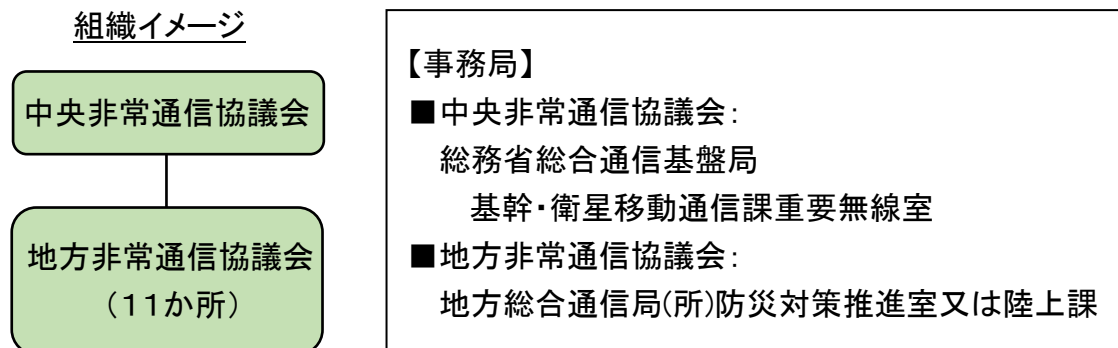 組織イメージ
中央非常通信協議会
地方非常通信協議会
（11か所）
【事務局】
■中央非常通信協議会：
総務省総合通信基盤局
基幹・衛星移動通信課重要無線室
■地方非常通信協議会：
地方総合通信局(所)防災対策推進室又は陸上課